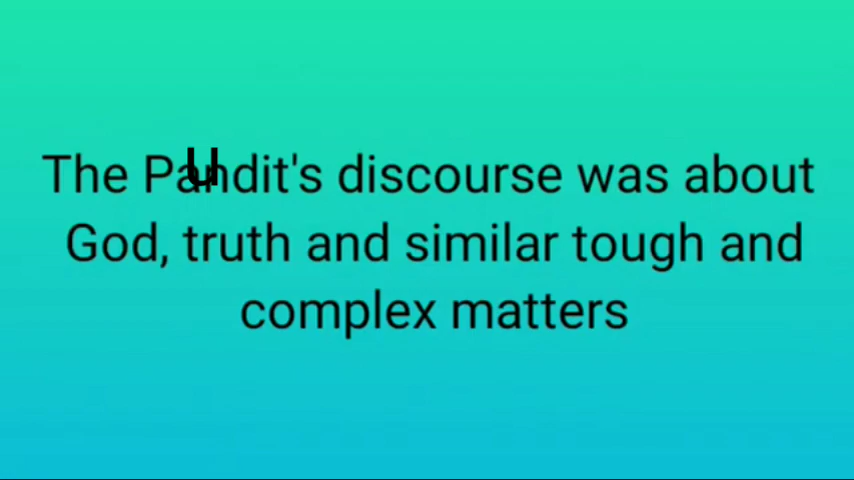 The Pandit's discourse was about
God, truth and similar tough and
complex matters
U